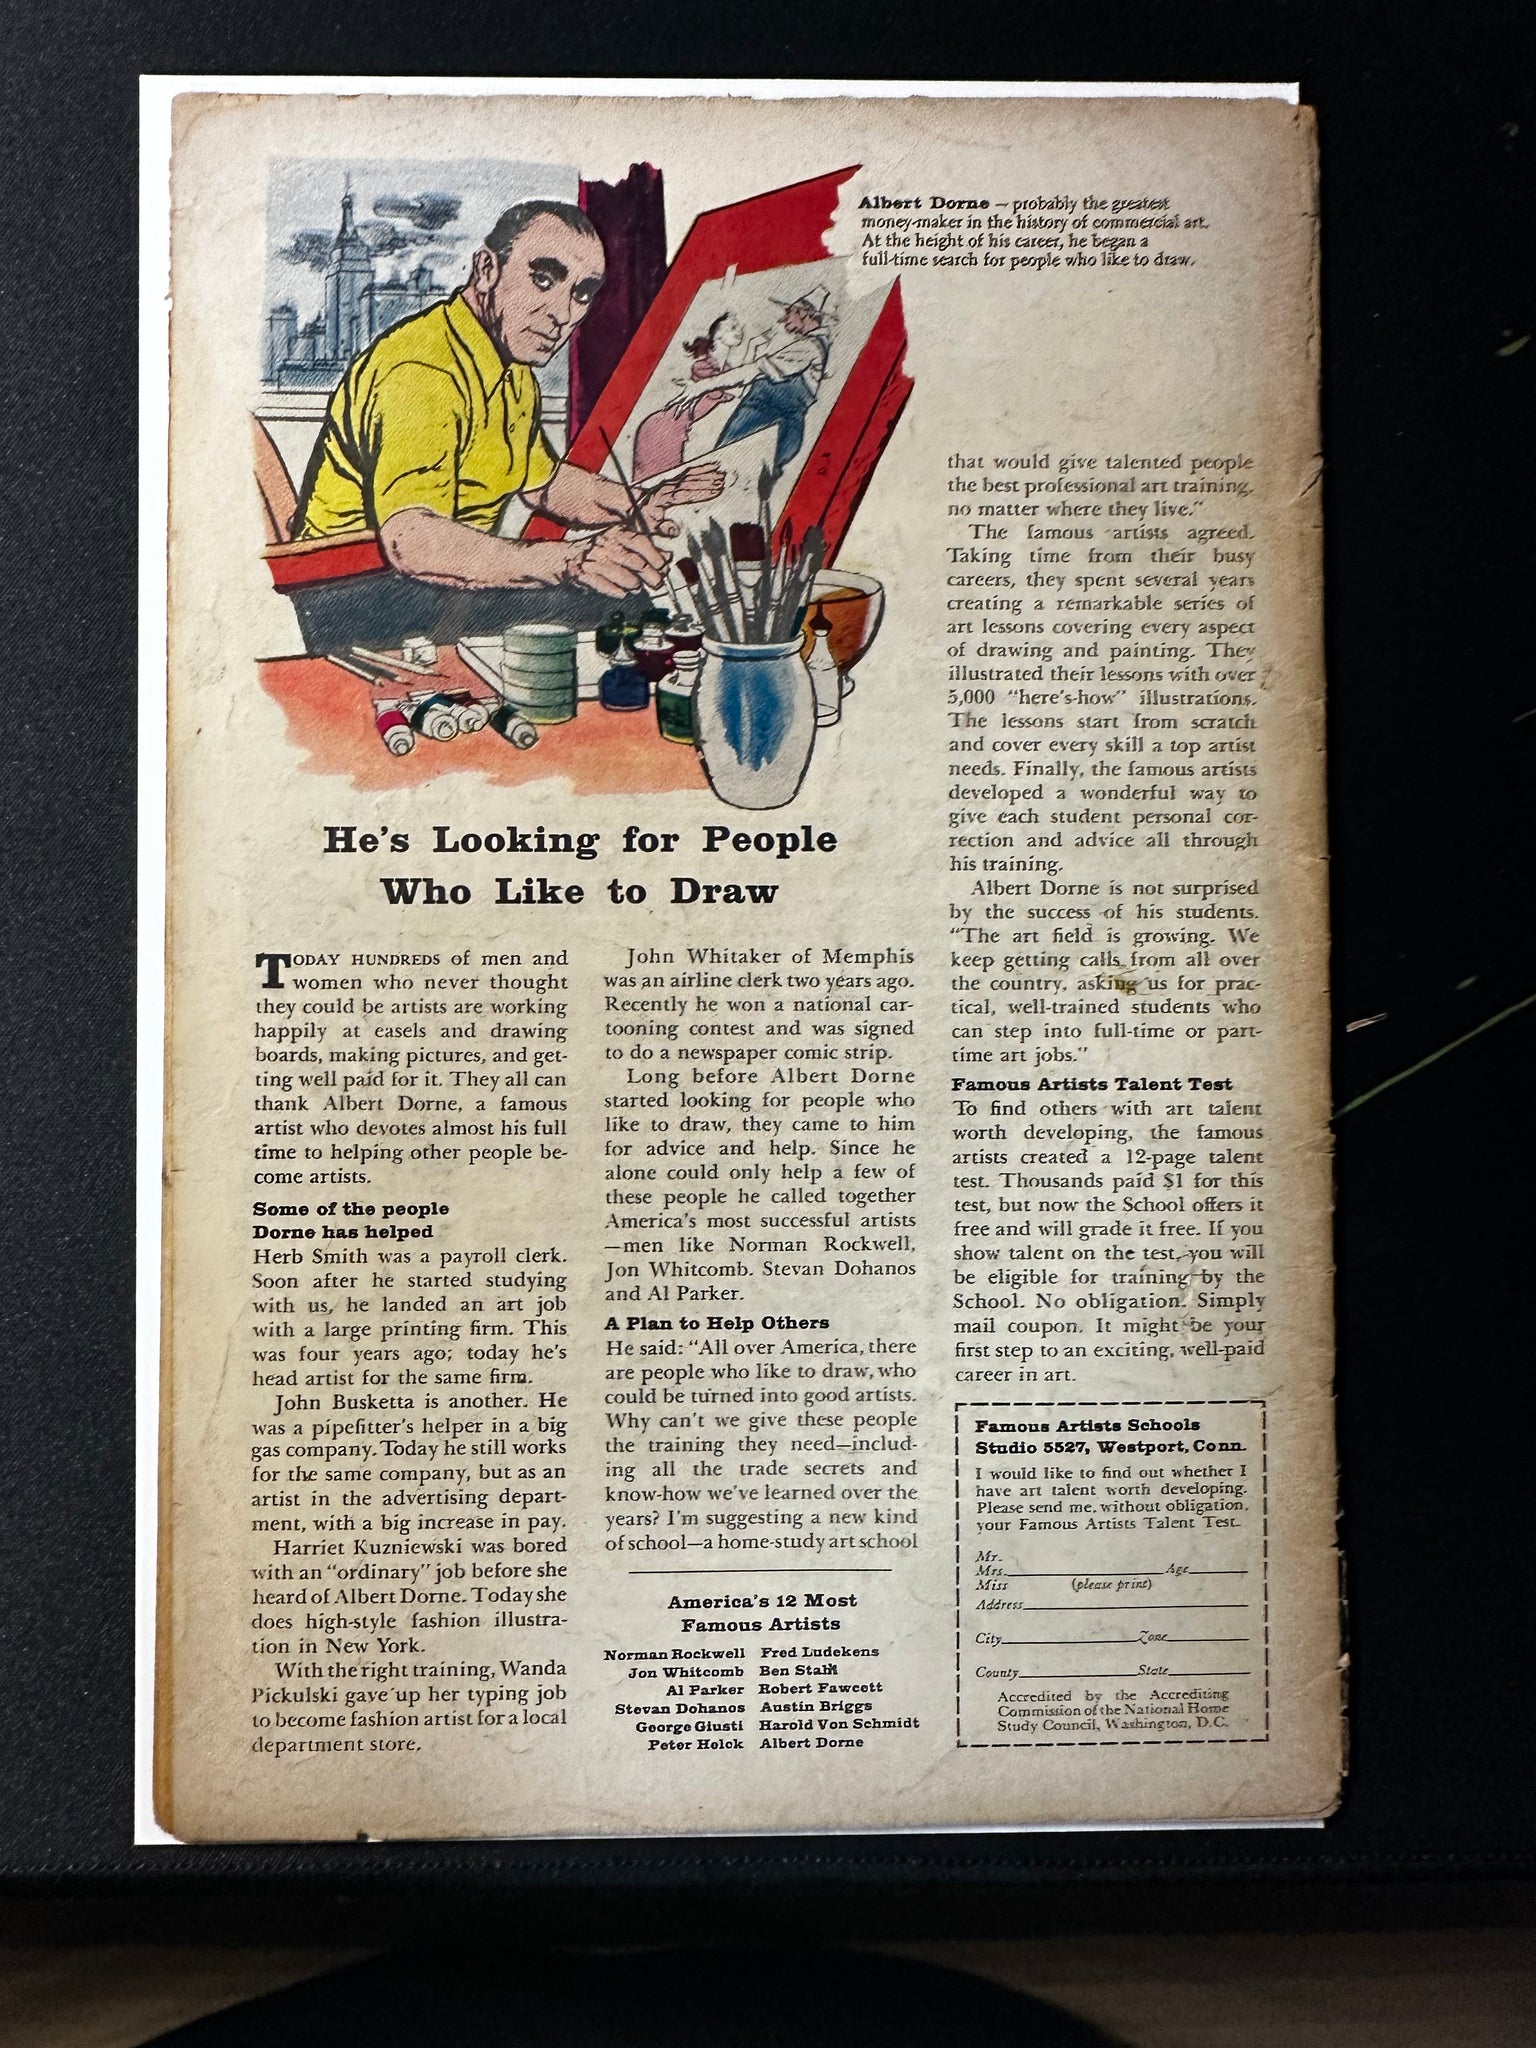 Albert Dorne – probably the greatest
money-maker in the history of commercial art.
At the height of his career, he began a
full-time search for people who like to draw.
He's Looking for People
Who Like to Draw
TODAY HUNDREDS of men and
women who never thought
they could be artists are working
happily at easels and drawing
boards, making pictures, and get-
ting well paid for it. They all can
thank Albert Dorne, a famous
artist who devotes almost his full
time to helping other people be-
come artists.
Some of the people
Dorne has helped
Herb Smith was a payroll clerk.
Soon after he started studying
with us, he landed an art job
with a large printing firm. This
was four years ago; today he's
head artist for the same firm.
John Busketta is another. He
was a pipefitter's helper in a big
gas company. Today he still works
for the same company, but as an
artist in the advertising depart-
ment, with a big increase in pay.
Harriet Kuzniewski was bored
with an "ordinary" job before she
heard of Albert Dorne. Today she
does high-style fashion illustra-
tion in New York.
With the right training, Wanda
Pickulski gave up her typing job
to become fashion artist for a local
department store.
John Whitaker of Memphis
was an airline clerk two years ago.
Recently he won a national car-
tooning contest and was signed
to do a newspaper comic strip.
Long before Albert Dorne
started looking for people who
like to draw, they came to him
for advice and help. Since he
alone could only help a few of
these people he called together
America's most successful artists
—men like Norman Rockwell,
Jon Whitcomb. Stevan Dohanos
and Al Parker.
A Plan to Help Others
He said: "All over America, there
are people who like to draw, who
could be turned into good artists.
Why can't we give these people
the training they need—includ-
ing all the trade secrets and
know-how we've learned over the
years? I'm suggesting a new kind
of school—a home-study art school
America's 12 Most
Famous Artists
Norman Rockwell Fred Ludekens
Jon Whitcomb Ben Stahl
Al Parker Robert Fawcett
Stevan Dohanos Austin Briggs
George Giusti Harold Von Schmidt
Peter Helck Albert Dorne
that would give talented people
the best professional art training,
no matter where they live."
The famous artists agreed.
Taking time from their busy
careers, they spent several years
creating a remarkable series of
art lessons covering every aspect
of drawing and painting. They
illustrated their lessons with over
5,000 "here's-how" illustrations.
The lessons start from scratch
and cover every skill a top artist
needs. Finally, the famous artists
developed a wonderful way to
give each student personal cor-
rection and advice all through
his training.
Albert Dorne is not surprised
by the success of his students.
"The art field is growing. We
keep getting calls from all over
the country, asking us for prac-
tical, well-trained students who
can step into full-time or part-
time art jobs."
Famous Artists Talent Test
To find others with art talent
worth developing, the famous
artists created a 12-page talent
test. Thousands paid $1 for this
test, but now the School offers it
free and will grade it free. If you
show talent on the test, you will
be eligible for training by the
School. No obligation. Simply
mail coupon. It might be your
first step to an exciting, well-paid
career in art.
Famous Artists Schools
Studio 5527, Westport, Conn.
I would like to find out whether I
have art talent worth developing.
Please send me, without obligation,
your Famous Artists Talent Test.
Mr.
Mrs. Age
Miss (please print)
Address
City Zone
County State
Accredited by the Accrediting
Commission of the National Home
Study Council, Washington, D.C.